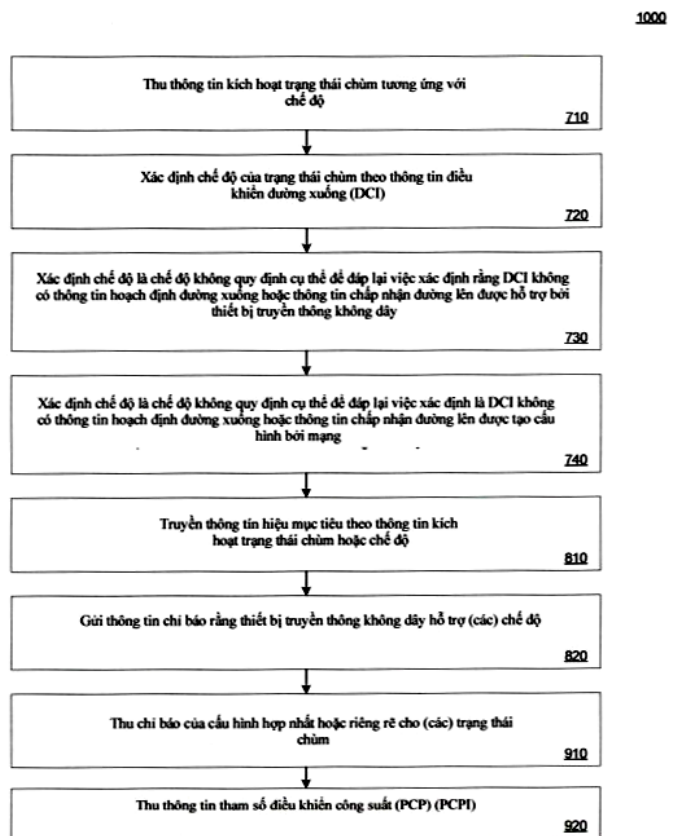 1000
Thu thông tin kích hoạt trạng thái chùm tương ứng với
chế độ
710
Xác định chế độ của trạng thái chùm theo thông tin điều
khiển đường xuống (DCI)
720
Xác định chế độ là chế độ không quy định cụ thể để đáp lại việc xác định rằng DCI không
có thông tin hoạch định đường xuống hoặc thông tin chấp nhận đường lên được hỗ trợ bởi
thiết bị truyền thông không dây
730
Xác định chế độ là chế độ không quy định cụ thể để đáp lại việc xác định là DCI không
có thông tin hoạch định đường xuống hoặc thông tin chấp nhận đường lên được tạo cấu
hình bởi mạng
740
Truyền thông tín hiệu mục tiêu theo thông tin kích
hoạt trạng thái chùm hoặc chế độ
810
Gửi thông tin chỉ báo rằng thiết bị truyền thông không dây hỗ trợ (các) chế độ
820
Thu chỉ báo của cấu hình hợp nhất hoặc riêng rẽ cho (các) trạng thái
chùm
910
Thu thông tin tham số điều khiển công suất (PCP) (PCPI)
920